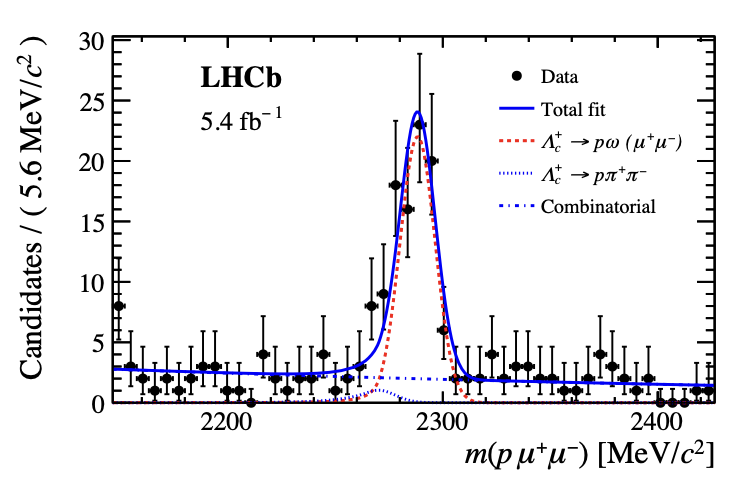 Candidates / ( 5.6 MeV/c² )
30
25
20
15
10
5
0
LHCb
5.4 fb⁻¹
Data
Total fit
Λc⁺ → pω (μ⁺μ⁻)
Λc⁺ → pπ⁺π⁻
Combinatorial
2200 2300 2400
m(p μ⁺μ⁻) [MeV/c²]